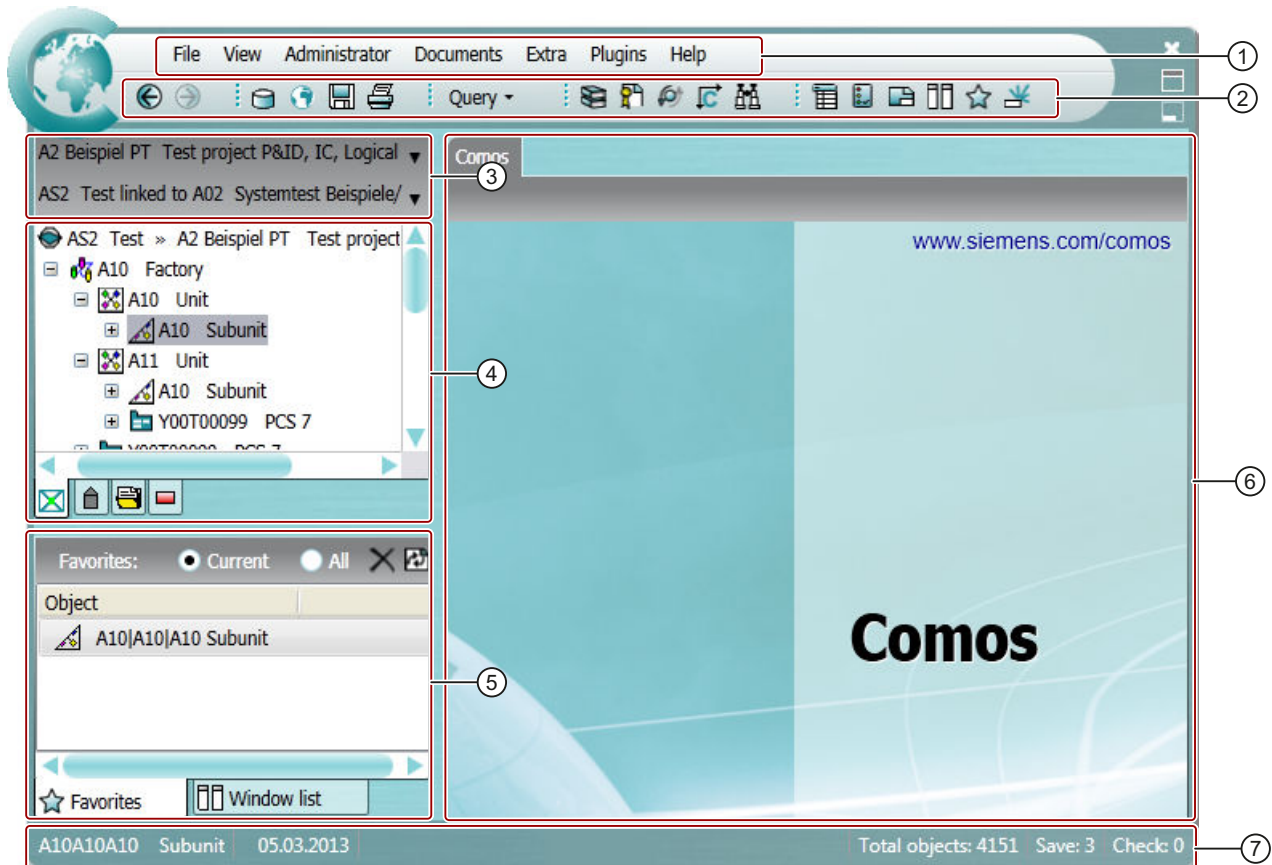 File View Administrator Documents Extra Plugins Help
1
Query
2
A2 Beispiel PT Test project P&ID, IC, Logical
AS2 Test linked to A02 Systemtest Beispiele/
3
Comos
AS2 Test » A2 Beispiel PT Test project
A10 Factory
A10 Unit
A10 Subunit
A11 Unit
A10 Subunit
Y00T00099 PCS 7
4
www.siemens.com/comos
Comos
6
Favorites: Current All
Object
A10|A10|A10 Subunit
5
Favorites Window list
A10A10A10 Subunit 05.03.2013 Total objects: 4151 Save: 3 Check: 0
7